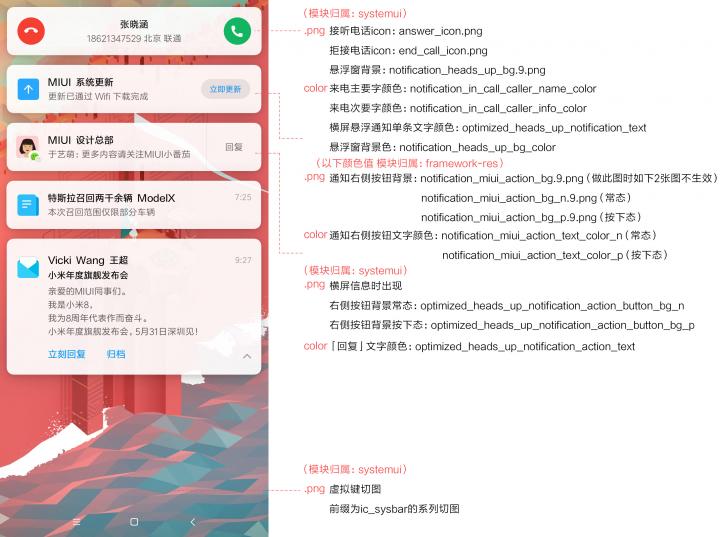 张晓涵
18621347529 北京 联通
MIUI 系统更新
更新已通过 Wifi 下载完成
立即更新
MIUI 设计总部
于艺萌：更多内容请关注MIUI小番茄
回复
特斯拉召回两千余辆 ModelX
7:25
本次召回范围仅限部分车辆
Vicki Wang 王超
9:27
小米年度旗舰发布会
亲爱的MIUI同事们。
我是小米8，
我为8周年代表作而奋斗。
小米年度旗舰发布会，5月31日深圳见！
立刻回复
归档
（模块归属：systemui）
.png 接听电话icon：answer_icon.png
拒接电话icon：end_call_icon.png
悬浮窗背景：notification_heads_up_bg.9.png
color 来电主要字颜色：notification_in_call_caller_name_color
来电次要字颜色：notification_in_call_caller_info_color
横屏悬浮通知单条文字颜色：optimized_heads_up_notification_text
悬浮窗背景颜色：notification_heads_up_bg_color
（以下颜色值 模块归属：framework-res）
.png 通知右侧按钮背景：notification_miui_action_bg.9.png（做此图时如下2张图不生效）
notification_miui_action_bg_n.9.png（常态）
notification_miui_action_bg_p.9.png（按下态）
color 通知右侧按钮文字颜色：notification_miui_action_text_color_n（常态）
notification_miui_action_text_color_p（按下态）
（模块归属：systemui）
.png 横屏信息时出现
右侧按钮背景常态：optimized_heads_up_notification_action_button_bg_n
右侧按钮背景按下态：optimized_heads_up_notification_action_button_bg_p
color「回复」文字颜色：optimized_heads_up_notification_action_text
（模块归属：systemui）
.png 虚拟键切图
前缀为ic_sysbar的系列切图